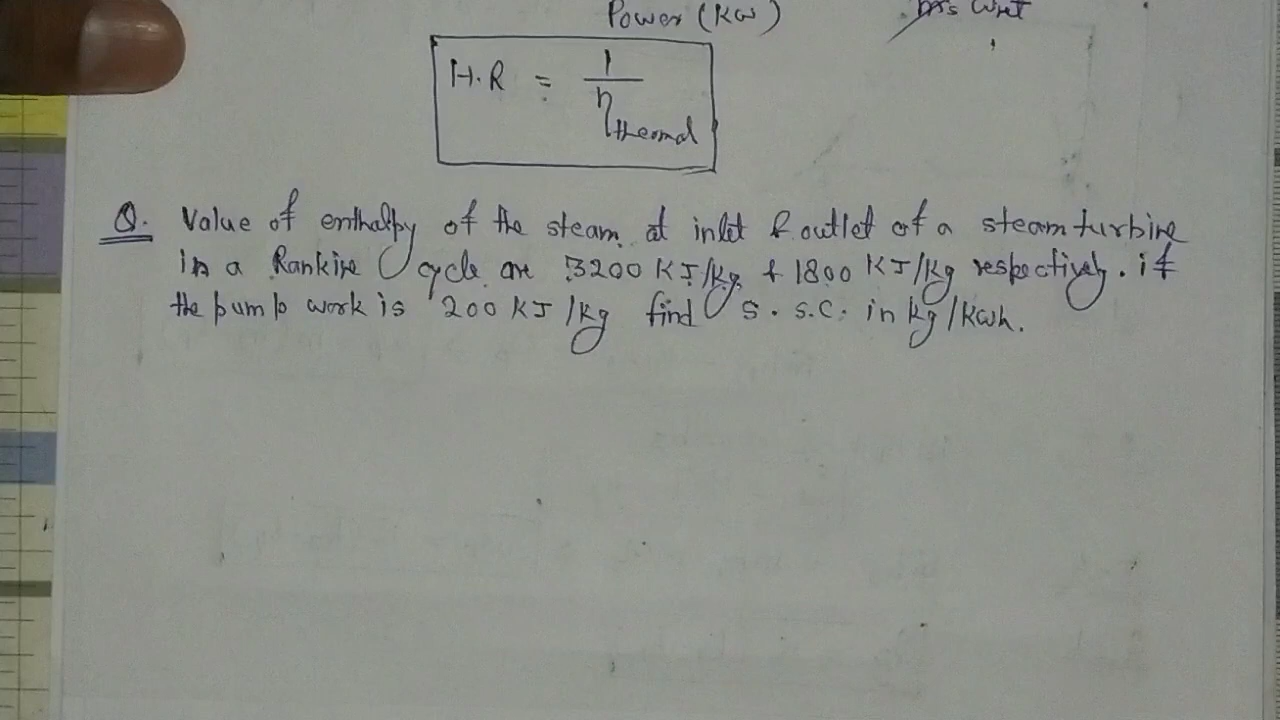 Power (KW)
Unit
H.R = 1
η thermal
Q. Value of enthalpy of the steam at inlet & outlet of a steam turbine
in a Rankine cycle are 3200 KJ/kg & 1800 KJ/kg respectively. if
the pump work is 200 KJ/kg find S.S.C. in kg/kwh.